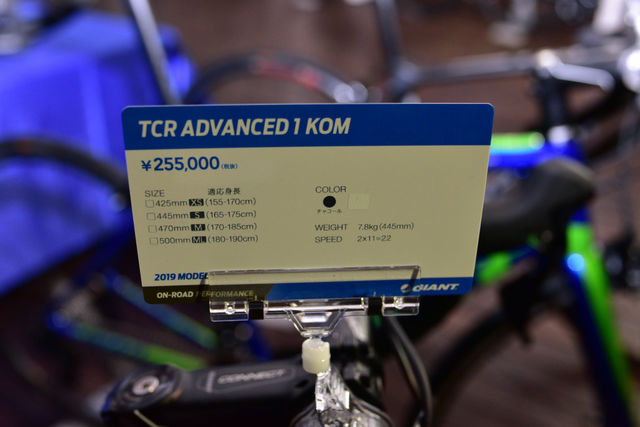 TCR ADVANCED 1 KOM
¥255,000 (税抜)
SIZE 適応身長
425mm XS (155-170cm)
445mm S (165-175cm)
470mm M (170-185cm)
500mm ML (180-190cm)
COLOR
チャコール
WEIGHT 7.8kg (445mm)
SPEED 2x11=22
2019 MODEL
ON-ROAD PERFORMANCE
GIANT
CONNECT